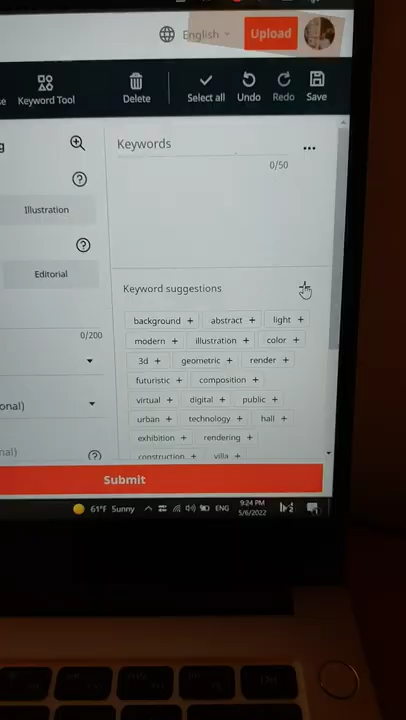 English
Upload
Keyword Tool
Delete
Select all
Undo
Redo
Save
Keywords
0/50
Illustration
Editorial
0/200
Keyword suggestions
background +
abstract +
light +
modern +
illustration +
color +
3d +
geometric +
render +
futuristic +
composition +
virtual +
digital +
public +
urban +
technology +
hall +
exhibition +
rendering +
construction +
villa +
onal)
nal)
Submit
61°F Sunny
ENG
9:24 PM
5/6/2022